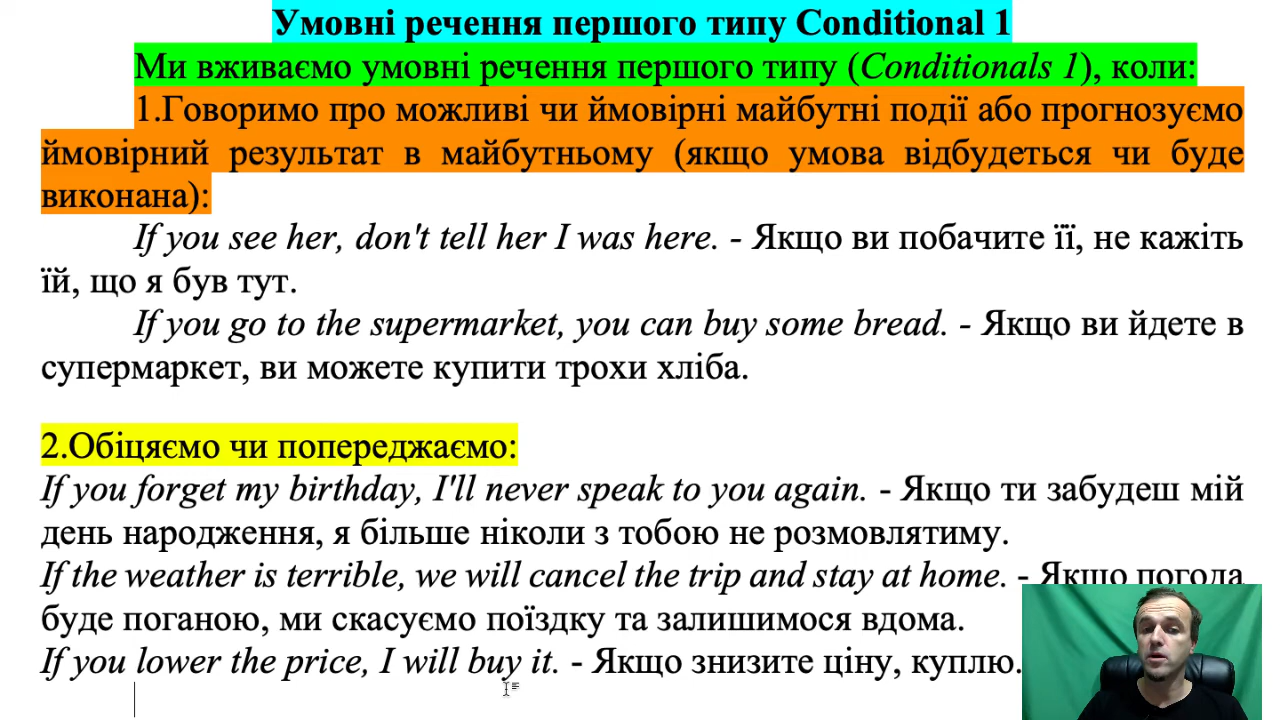 Умовні речення першого типу Conditional 1
Ми вживаємо умовні речення першого типу (Conditionals 1), коли:
1.Говоримо про можливі чи ймовірні майбутні події або прогнозуємо
ймовірний результат в майбутньому (якщо умова відбудеться чи буде
виконана):
If you see her, don't tell her I was here. - Якщо ви побачите її, не кажіть
їй, що я був тут.
If you go to the supermarket, you can buy some bread. - Якщо ви йдете в
супермаркет, ви можете купити трохи хліба.
2.Обіцяємо чи попереджаємо:
If you forget my birthday, I'll never speak to you again. - Якщо ти забудеш мій
день народження, я більше ніколи з тобою не розмовлятиму.
If the weather is terrible, we will cancel the trip and stay at home. - Якщо погода
буде поганою, ми скасуємо поїздку та залишимося вдома.
If you lower the price, I will buy it. - Якщо знизите ціну, куплю.